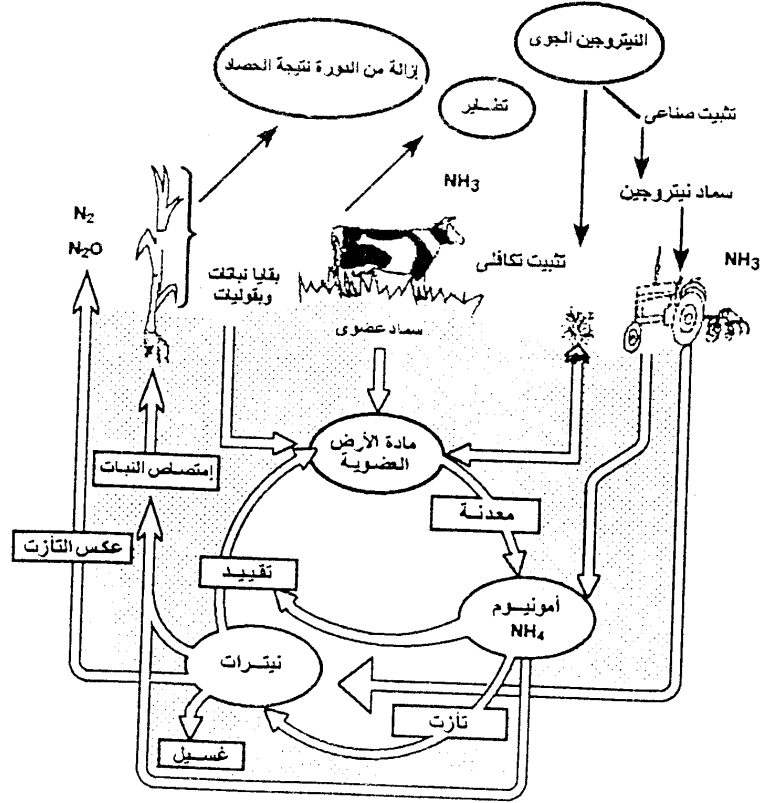 النيتروجين الجوى
إزالة من الدورة نتيجة الحصاد
تطاير
تثبيت صناعى
NH3
سماد نيتروجين
N2
N2O
NH3
تثبيت تكافلى
بقايا نباتات
وبقوليات
سماد عضوى
مادة الأرض
العضوية
إمتصاص النبات
معدنة
عكس التأزت
تقييد
أمونيوم
NH4
نيترات
تأزت
غسيل